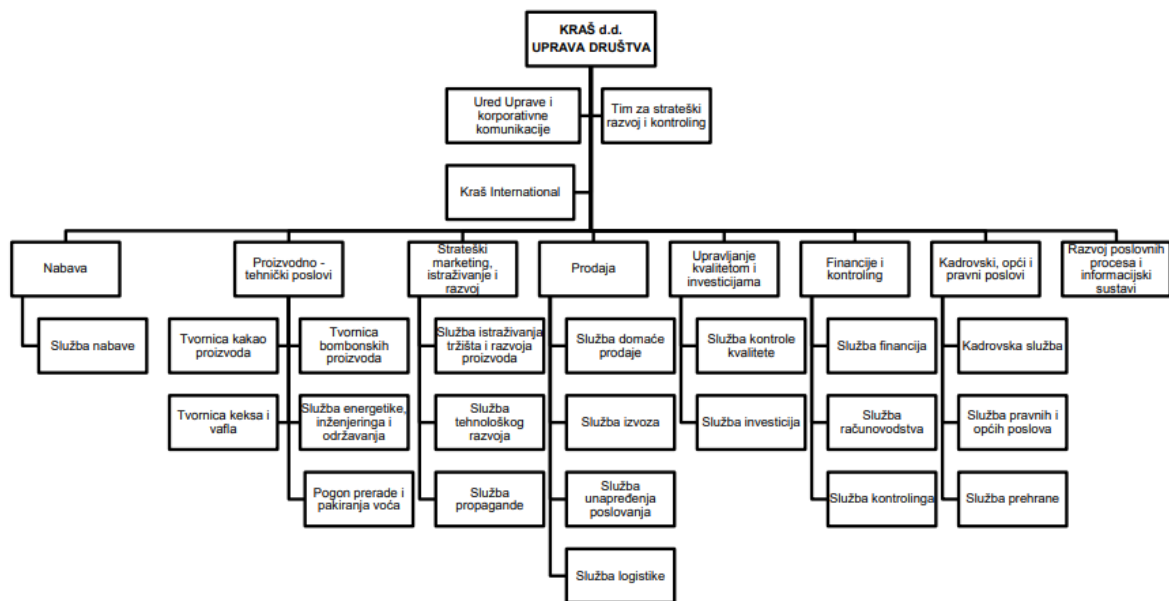 KRAŠ d.d.
UPRAVA DRUŠTVA
Ured Uprave i
korporativne
komunikacije
Tim za strateški
razvoj i kontroling
Kraš International
Nabava
Proizvodno -
tehnički poslovi
Strateški
marketing,
istraživanje i
razvoj
Prodaja
Upravljanje
kvalitetom i
investicijama
Financije i
kontroling
Kadrovski, opći i
pravni poslovi
Razvoj poslovnih
procesa i
informacijski
sustavi
Služba nabave
Tvornica kakao
proizvoda
Tvornica
bombonskih
proizvoda
Služba istraživanja
tržišta i razvoja
proizvoda
Služba domaće
prodaje
Služba kontrole
kvalitete
Služba financija
Kadrovska služba
Tvornica keksa i
vafla
Služba energetike,
inženjeringa i
održavanja
Služba
tehnološkog
razvoja
Služba izvoza
Služba investicija
Služba
računovodstva
Služba pravnih i
općih poslova
Pogon prerade i
pakiranja voća
Služba
propagande
Služba
unapređenja
poslovanja
Služba kontrolinga
Služba prehrane
Služba logistike